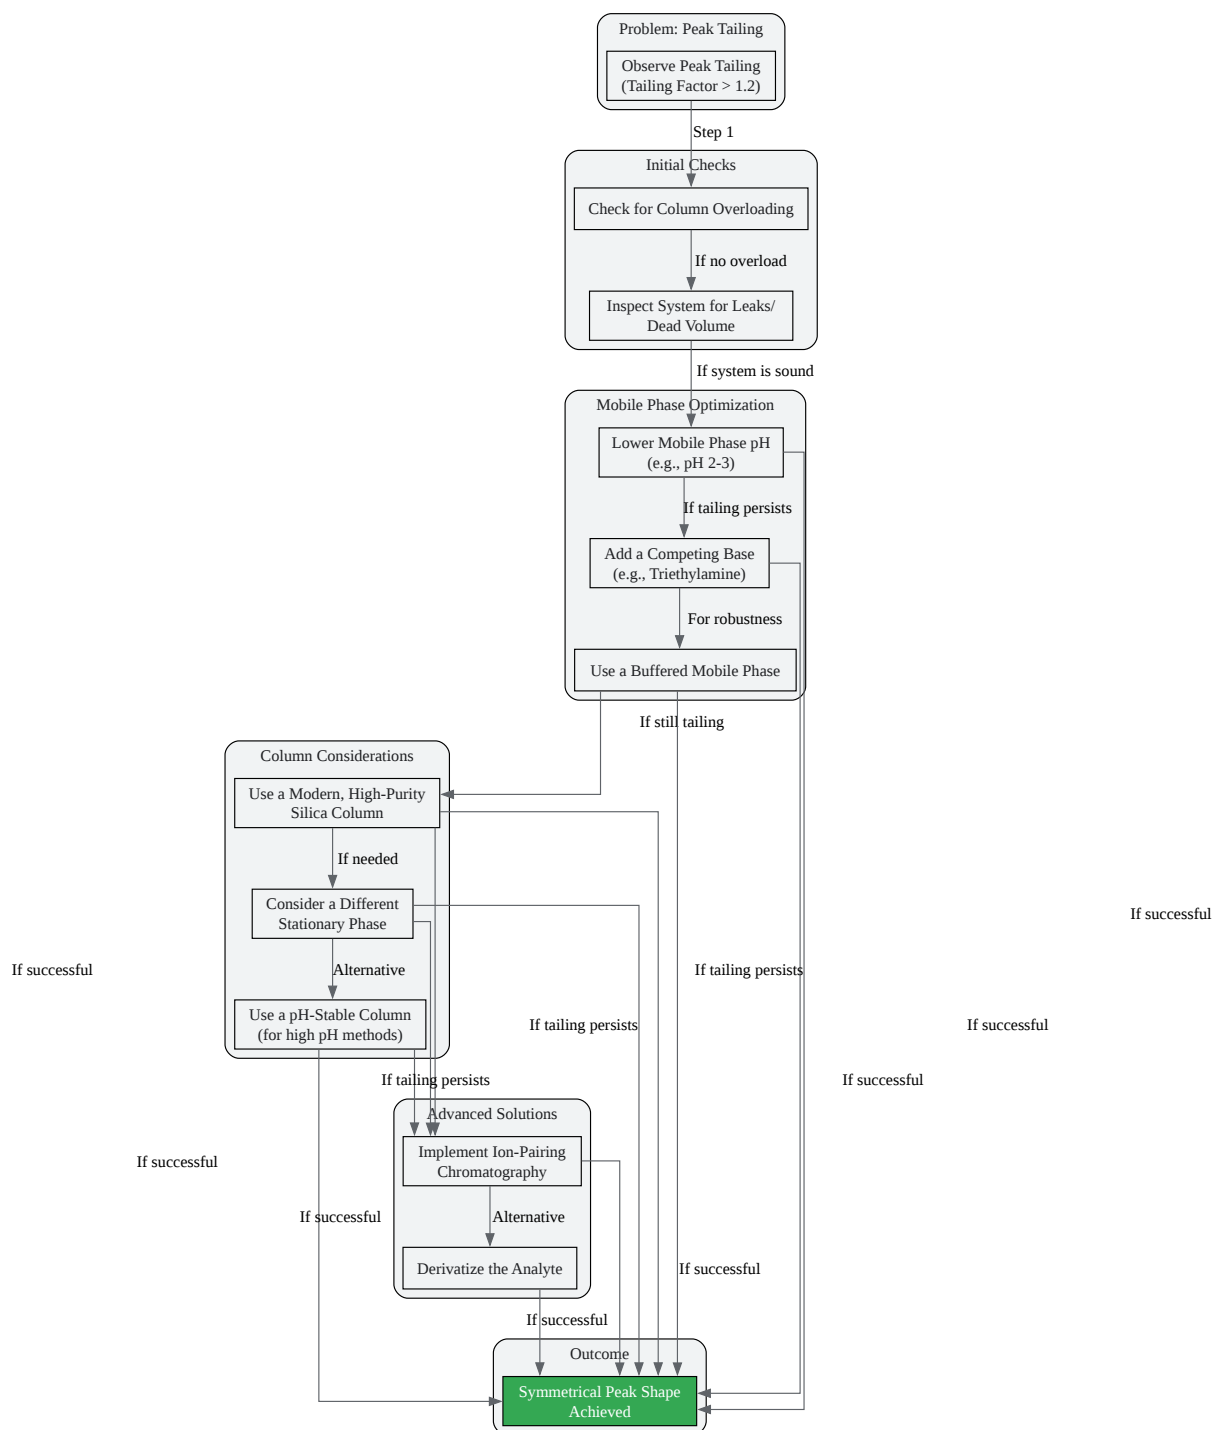 Problem: Peak Tailing
Observe Peak Tailing
(Tailing Factor > 1.2)
Step 1
Initial Checks
Check for Column Overloading
If no overload
Inspect System for Leaks/
Dead Volume
If system is sound
Mobile Phase Optimization
Lower Mobile Phase pH
(e.g., pH 2-3)
If tailing persists
Add a Competing Base
(e.g., Triethylamine)
For robustness
Use a Buffered Mobile Phase
If still tailing
Column Considerations
Use a Modern, High-Purity
Silica Column
If needed
Consider a Different
Stationary Phase
If successful
If successful
Alternative
If tailing persists
Use a pH-Stable Column
(for high pH methods)
If tailing persists
If successful
If tailing persists
If successful
Advanced Solutions
Implement Ion-Pairing
Chromatography
If successful
If successful
Alternative
Derivatize the Analyte
If successful
If successful
Outcome
Symmetrical Peak Shape
Achieved